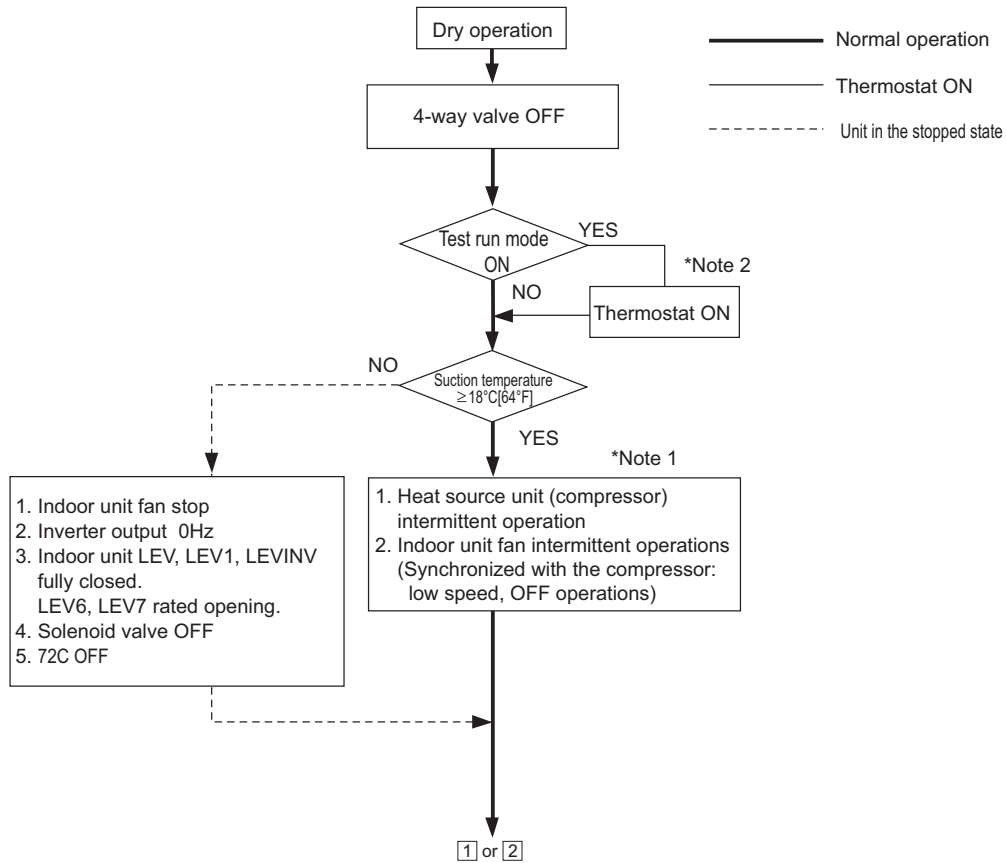 Dry operation
Normal operation
Thermostat ON
Unit in the stopped state
4-way valve OFF
Test run mode
ON
YES
*Note 2
NO
Thermostat ON
NO
Suction temperature
≥18°C[64°F]
YES
*Note 1
1. Indoor unit fan stop
2. Inverter output 0Hz
3. Indoor unit LEV, LEV1, LEVINV
fully closed.
LEV6, LEV7 rated opening.
4. Solenoid valve OFF
5. 72C OFF
1. Heat source unit (compressor)
intermittent operation
2. Indoor unit fan intermittent operations
(Synchronized with the compressor:
low speed, OFF operations)
1 or 2